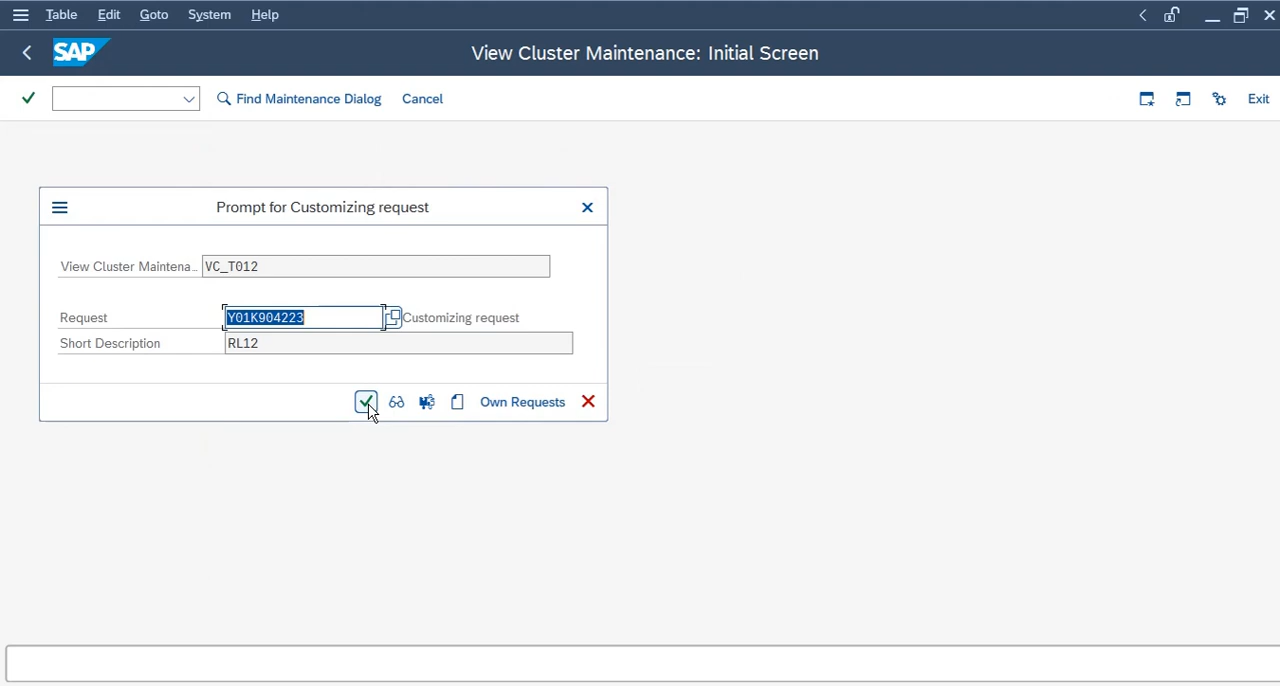 Table Edit Goto System Help
SAP View Cluster Maintenance: Initial Screen
Find Maintenance Dialog Cancel Exit
Prompt for Customizing request
View Cluster Maintena... VC_T012
Request Y01K904223 Customizing request
Short Description RL12
Own Requests